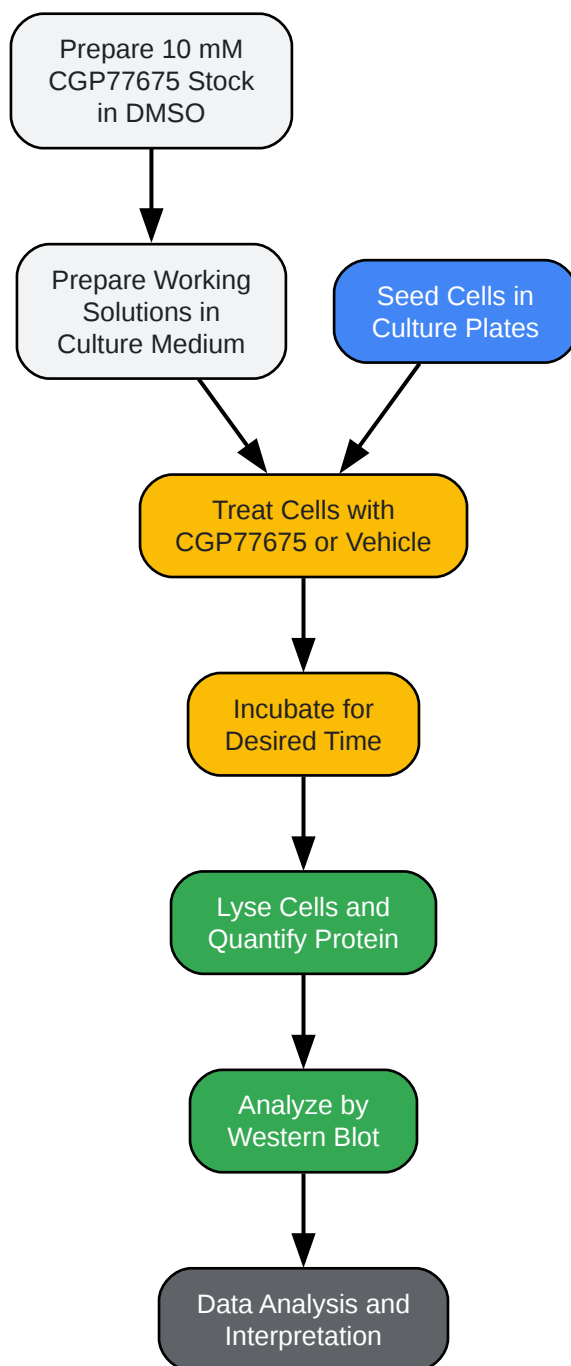 Prepare 10 mM
CGP77675 Stock
in DMSO
Prepare Working
Solutions in
Culture Medium
Seed Cells in
Culture Plates
Treat Cells with
CGP77675 or Vehicle
Incubate for
Desired Time
Lyse Cells and
Quantify Protein
Analyze by
Western Blot
Data Analysis and
Interpretation